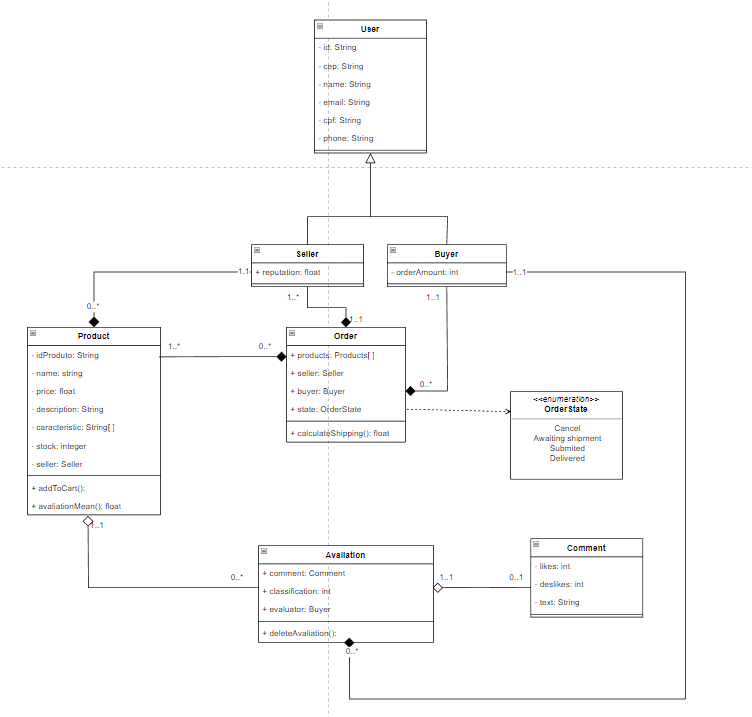 User
- id: String
- cep: String
- name: String
- email: String
- cpf: String
- phone: String
Seller
+ reputation: float
Buyer
- orderAmount: int
1..1
1..1
1..*
1..1
0..*
1..1
Product
- idProduto: String
- name: string
- price: float
- description: String
- caracteristic: String[ ]
- stock: integer
- seller: Seller
+ addToCart():
+ avaliationMean(): float
1..*
0..*
Order
+ products: Products[ ]
+ seller: Seller
+ buyer: Buyer
+ state: OrderState
+ calculateShipping(): float
0..*
<<enumeration>>
OrderState
Cancel
Awaiting shipment
Submited
Delivered
1..1
0..*
Avaliation
+ comment: Comment
+ classification: int
+ evaluator: Buyer
+ deleteAvaliation():
1..1
0..1
Comment
- likes: int
- deslikes: int
- text: String
0..*